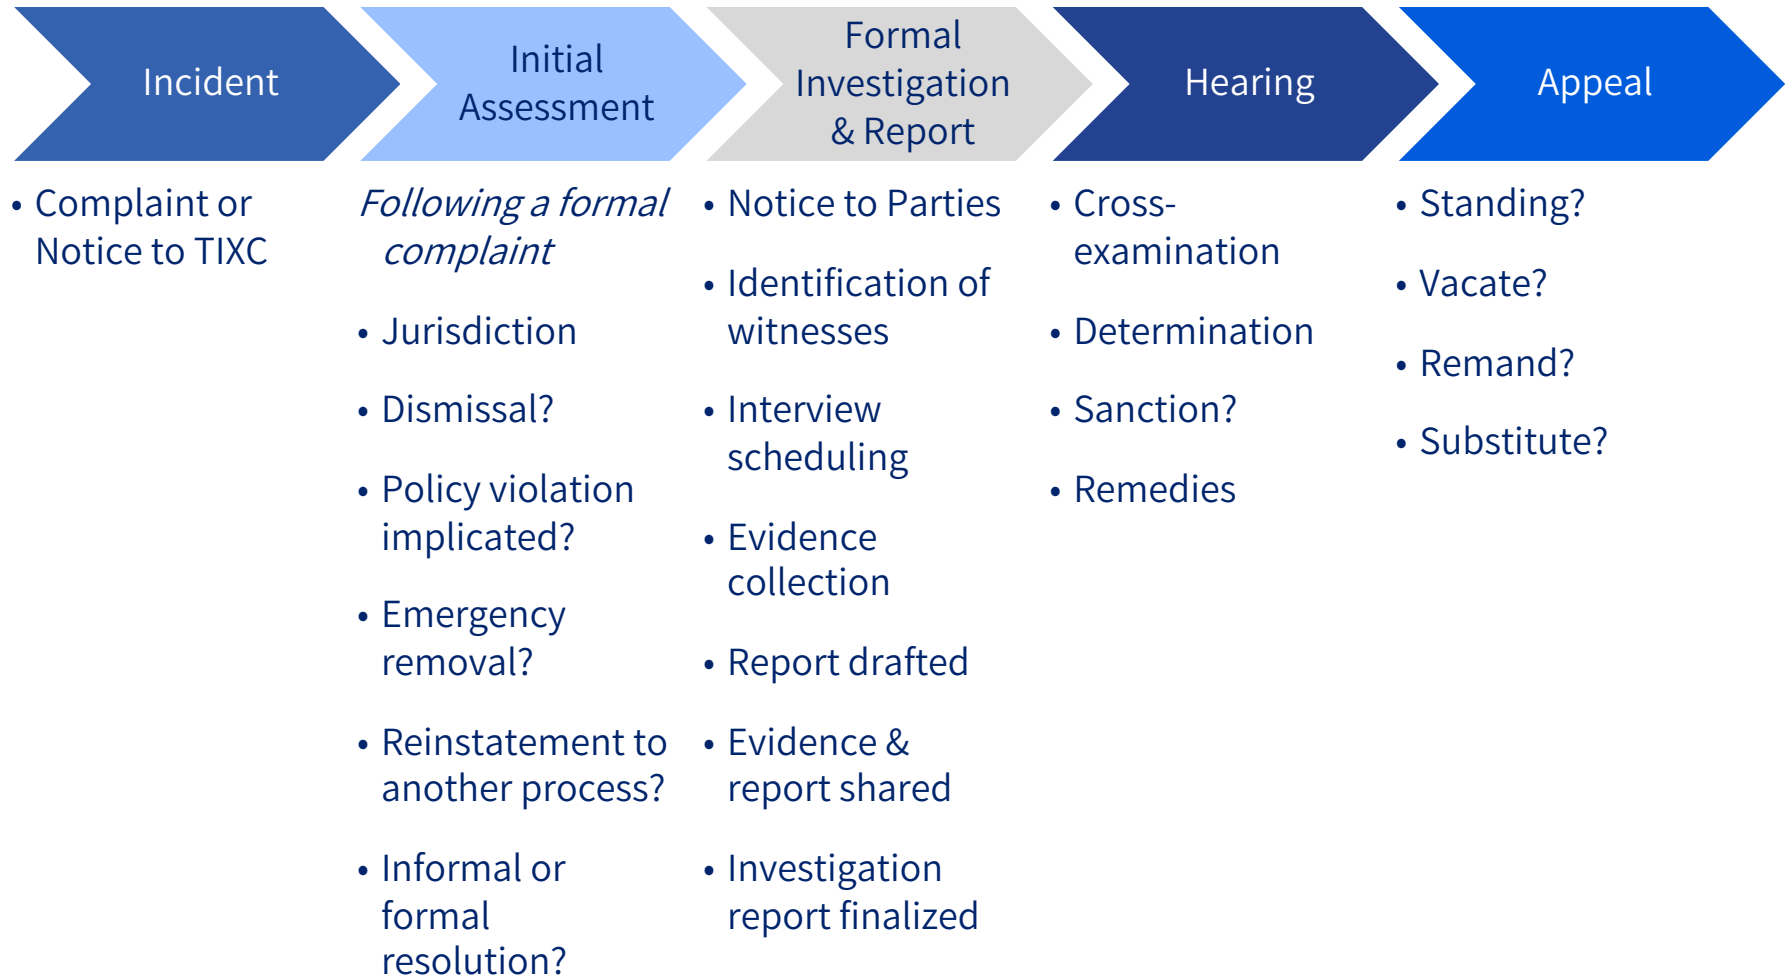 Incident
Initial
Assessment
Formal
Investigation
& Report
Hearing
Appeal
• Complaint or
Notice to TIXC
Following a formal
complaint
• Jurisdiction
• Dismissal?
• Policy violation
implicated?
• Emergency
removal?
• Reinstatement to
another process?
• Informal or
formal
resolution?
• Notice to Parties
• Identification of
witnesses
• Interview
scheduling
• Evidence
collection
• Report drafted
• Evidence &
report shared
• Investigation
report finalized
• Cross-
examination
• Determination
• Sanction?
• Remedies
• Standing?
• Vacate?
• Remand?
• Substitute?